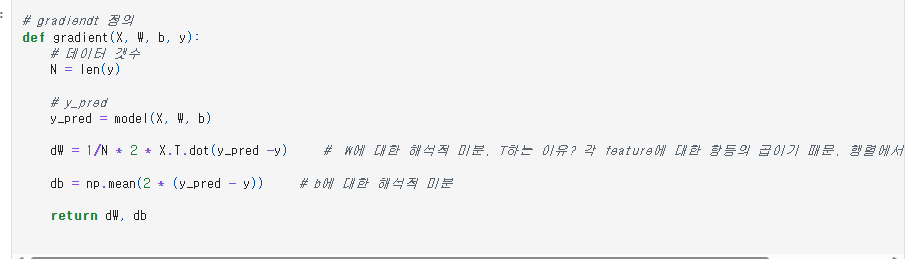 # gradiendt 정의
def gradient(X, W, b, y):
# 데이터 갯수
N = len(y)
# y_pred
y_pred = model(X, W, b)
dW = 1/N * 2 * X.T.dot(y_pred -y) # W에 대한 해석적 미분, T하는 이유? 각 feature에 대한 항등의 곱이기 때문, 행렬에서
db = np.mean(2 * (y_pred - y)) # b에 대한 해석적 미분
return dW, db